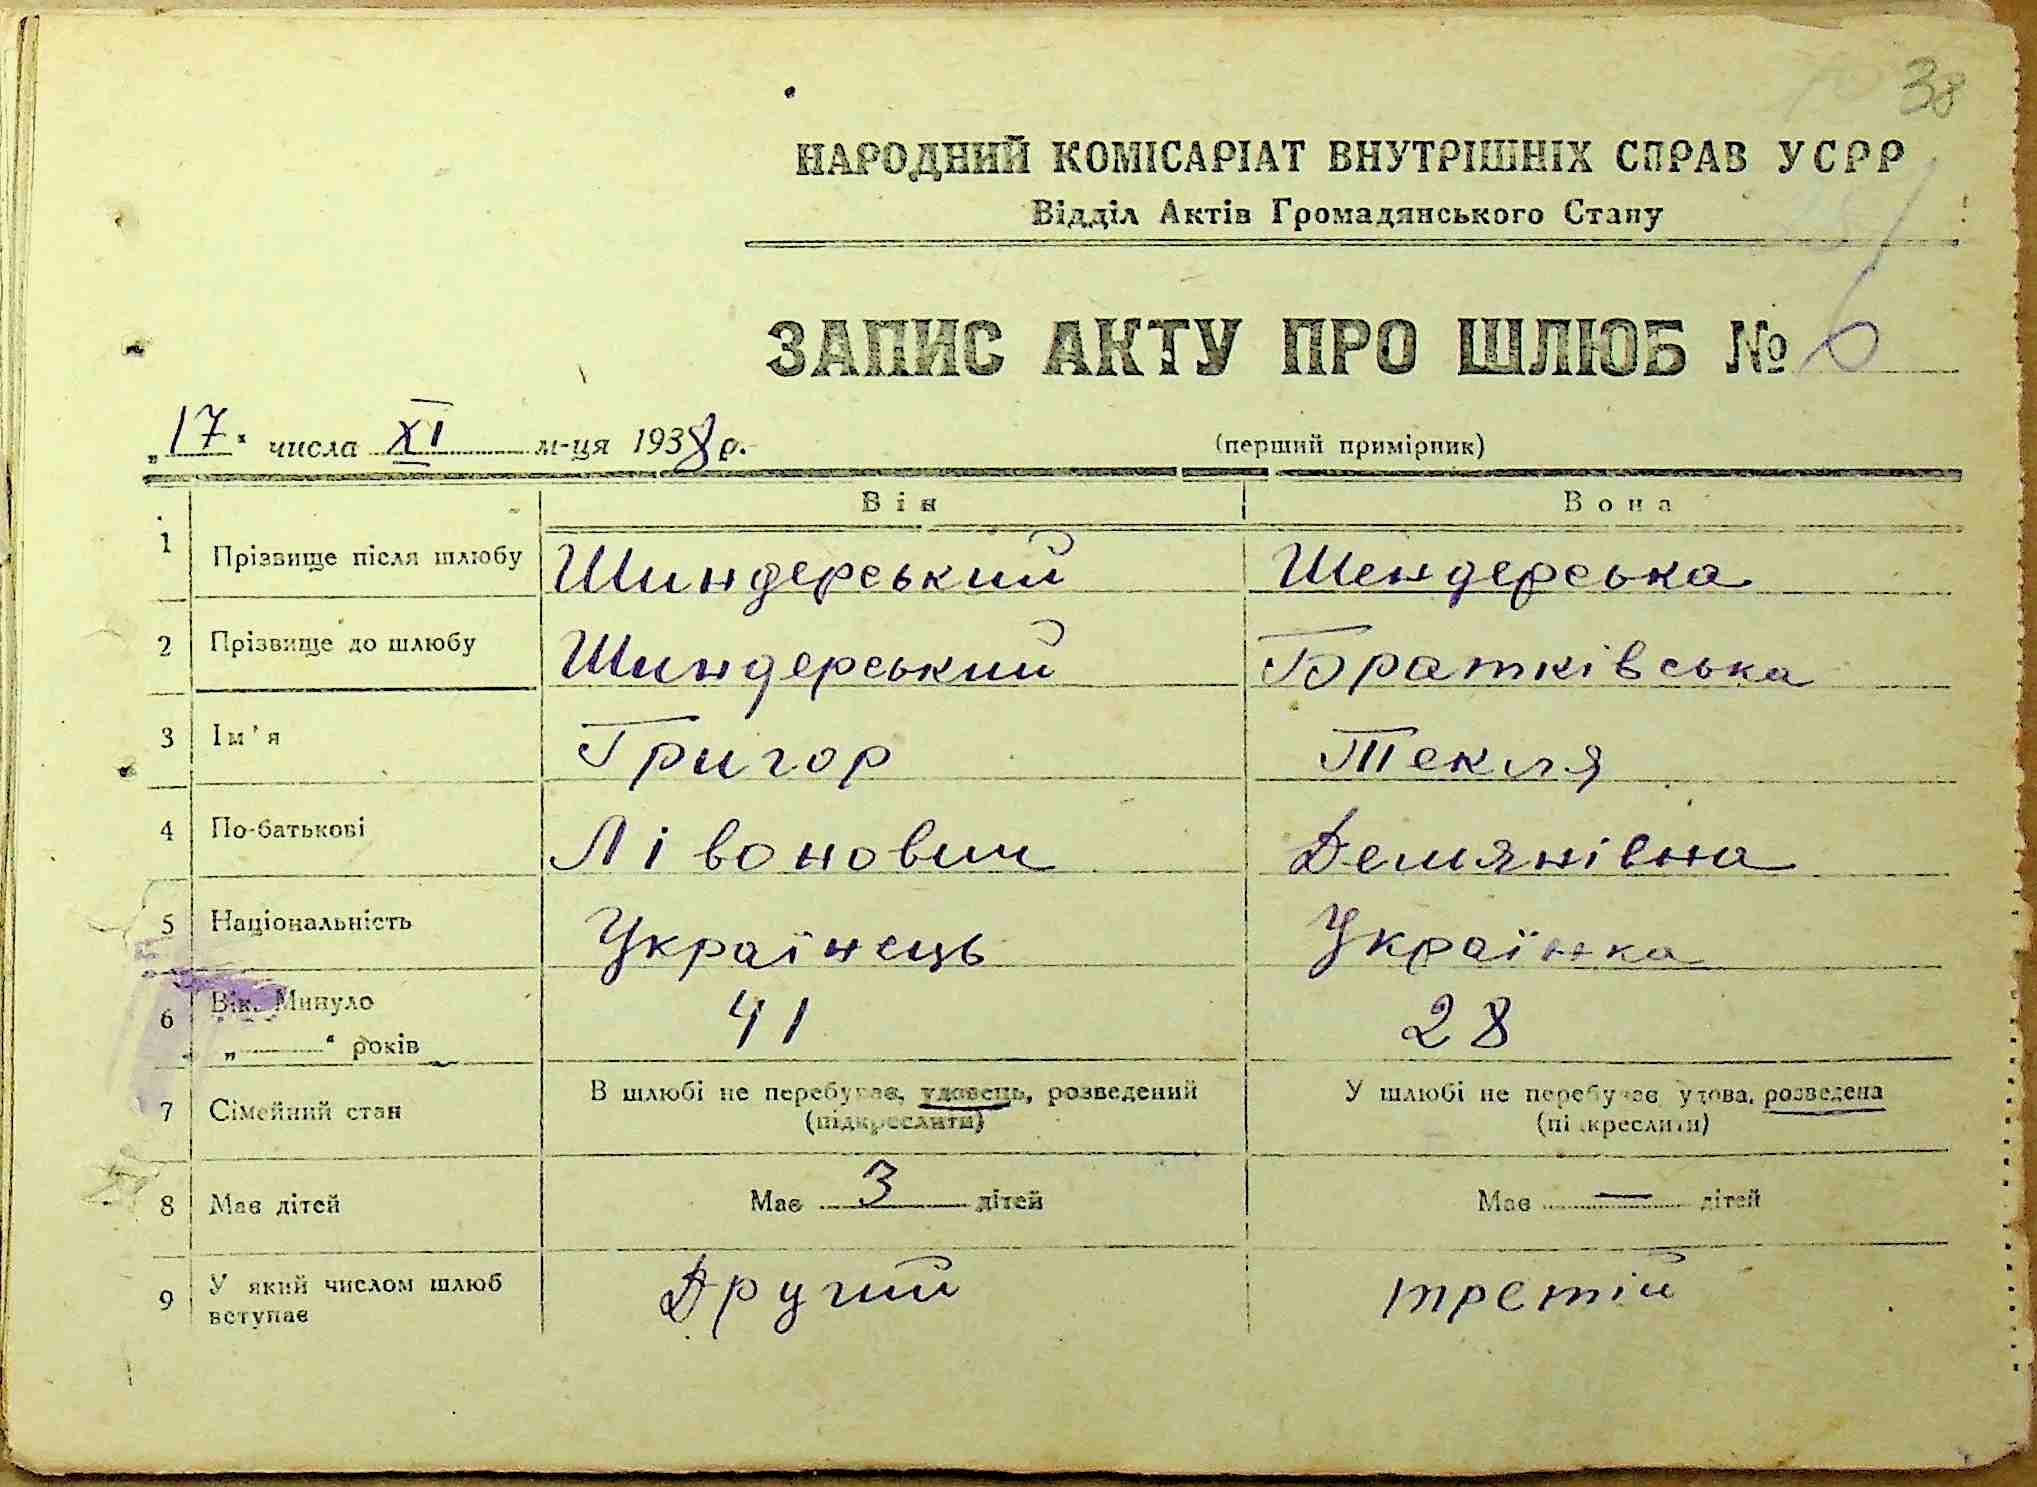 38
НАРОДНИЙ КОМІСАРІАТ ВНУТРІШНІХ СПРАВ УСРР
Відділ Актів Громадянського Стану
ЗАПИС АКТУ ПРО ШЛЮБ № 6
„17“ числа XI м-ця 1938 р. (перший примірник)
Він Вона
1 Прізвище після шлюбу Шиндерський Шендерська
2 Прізвище до шлюбу Шиндерський Братківська
3 Ім'я Григор Текля
4 По-батькові Лівонович Демянівна
5 Національність Українець Українка
6 Вік. Минуло 41 28
„ “ років
7 Сімейний стан В шлюбі не перебуває, удовець, розведений У шлюбі не перебуває удова, розведена
(підкреслити) (підкреслити)
8 Має дітей Має 3 дітей Має — дітей
9 У який числом шлюб Другий третій
вступає